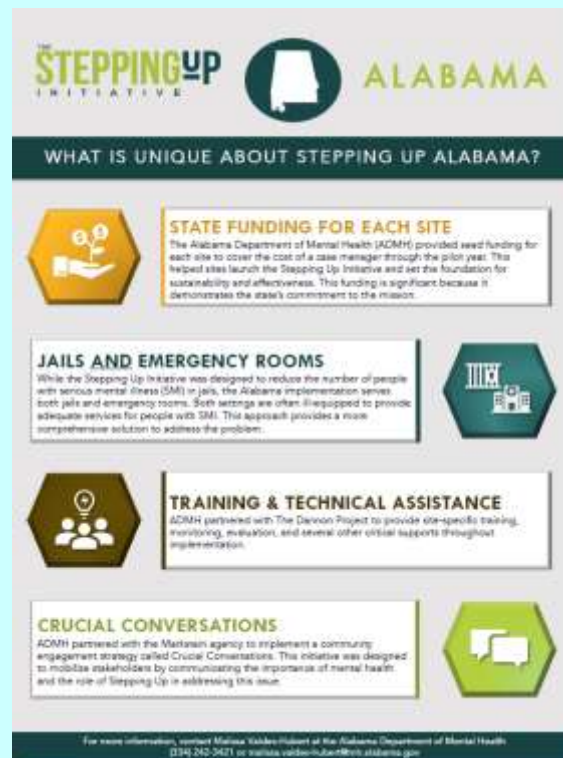 THE
STEPPING UP
INITIATIVE
ALABAMA
WHAT IS UNIQUE ABOUT STEPPING UP ALABAMA?
STATE FUNDING FOR EACH SITE
The Alabama Department of Mental Health (ADMH) provided seed funding for
each site to cover the cost of a case manager through the pilot year. This
helped sites launch the Stepping Up Initiative and set the foundation for
sustainability and effectiveness. This funding is significant because it
demonstrates the state's commitment to the mission.
JAILS AND EMERGENCY ROOMS
While the Stepping Up Initiative was designed to reduce the number of people
with serious mental illness (SMI) in jails, the Alabama implementation serves
both jails and emergency rooms. Both settings are often ill-equipped to provide
adequate services for people with SMI. This approach provides a more
comprehensive solution to address the problem.
TRAINING & TECHNICAL ASSISTANCE
ADMH partnered with The Dannon Project to provide site-specific training,
monitoring, evaluation, and several other critical supports throughout
implementation.
CRUCIAL CONVERSATIONS
ADMH partnered with the Markstein agency to implement a community
engagement strategy called Crucial Conversations. This initiative was designed
to mobilize stakeholders by communicating the importance of mental health
and the role of Stepping Up in addressing this issue.
For more information, contact Melissa Valdes-Hubert at the Alabama Department of Mental Health
(334) 242-3421 or melissa.valdes-hubert@mh.alabama.gov